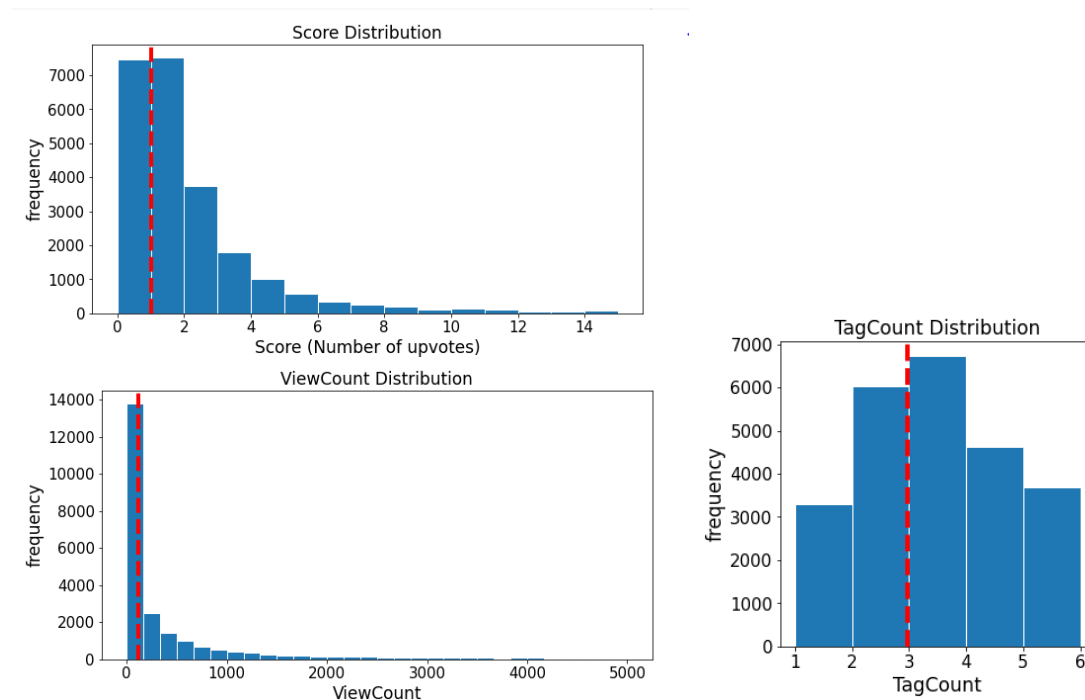 Score Distribution
frequency
7000
6000
5000
4000
3000
2000
1000
0
0 2 4 6 8 10 12 14
Score (Number of upvotes)
ViewCount Distribution
frequency
14000
12000
10000
8000
6000
4000
2000
0
0 1000 2000 3000 4000 5000
ViewCount
TagCount Distribution
frequency
7000
6000
5000
4000
3000
2000
1000
0
1 2 3 4 5 6
TagCount